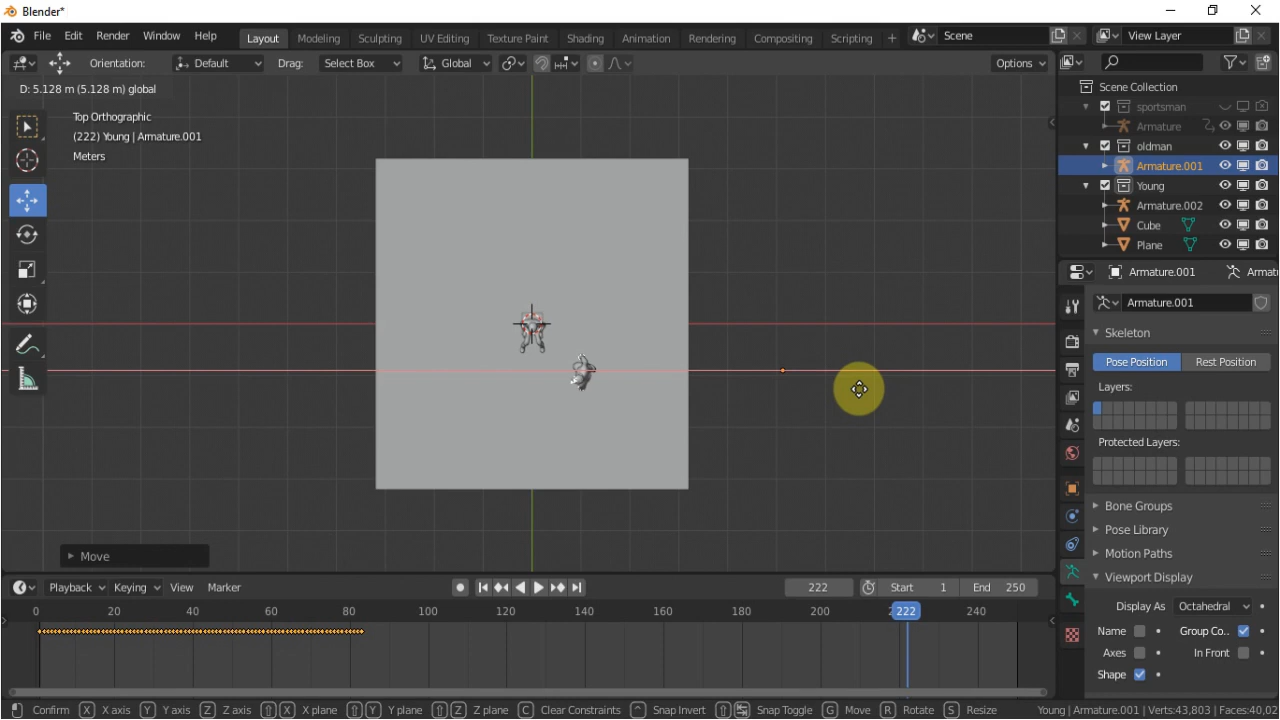 Blender*
File Edit Render Window Help Layout Modeling Sculpting UV Editing Texture Paint Shading Animation Rendering Compositing Scripting + Scene View Layer
Orientation: Default Drag: Select Box Global Options
D: 5.128 m (5.128 m) global
Top Orthographic
(222) Young | Armature.001
Meters
Move
Scene Collection
sportsman
Armature
oldman
Armature.001
Young
Armature.002
Cube
Plane
Armature.001 Armat
Armature.001
Skeleton
Pose Position Rest Position
Layers:
Protected Layers:
Bone Groups
Pose Library
Motion Paths
Viewport Display
Display As Octahedral
Name Group Co..
Axes In Front
Shape
Playback Keying View Marker 222 Start 1 End 250
0 20 40 60 80 100 120 140 160 180 200 222 240
Confirm X X axis Y Y axis Z Z axis X X plane Y Y plane Z Z plane C Clear Constraints ^ Snap Invert Snap Toggle G Move R Rotate S Resize Young | Armature.001 | Verts:43,803 | Faces:40,02